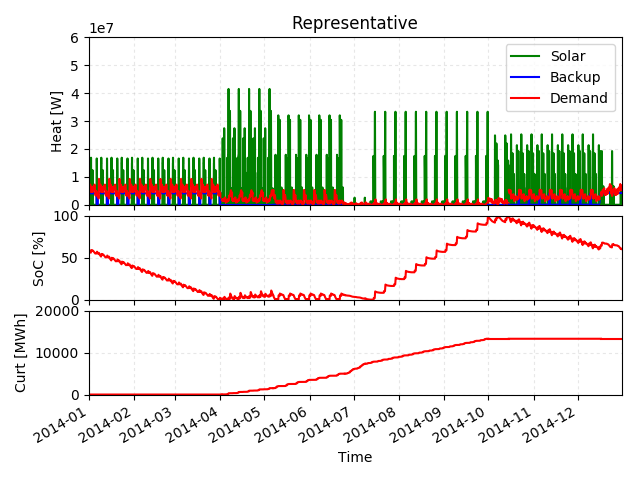 Representative
1e7
6
5
4
3
2
1
0
Heat [W]
Solar
Backup
Demand
100
50
0
SoC [%]
20000
10000
0
Curt [MWh]
2014-01
2014-02
2014-03
2014-04
2014-05
2014-06
2014-07
2014-08
2014-09
2014-10
2014-11
2014-12
Time